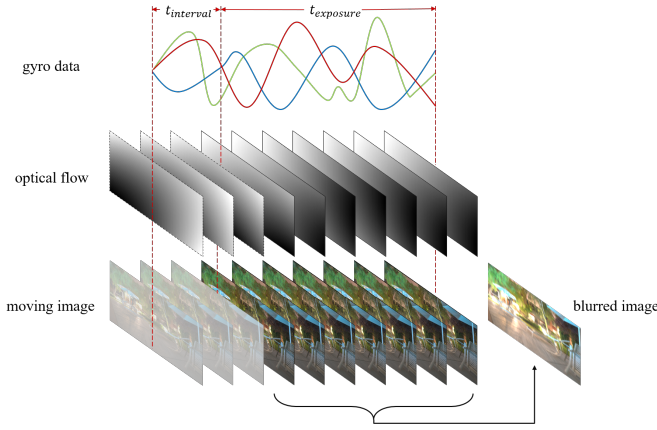 t_interval t_exposure
gyro data
optical flow
moving image
blurred image